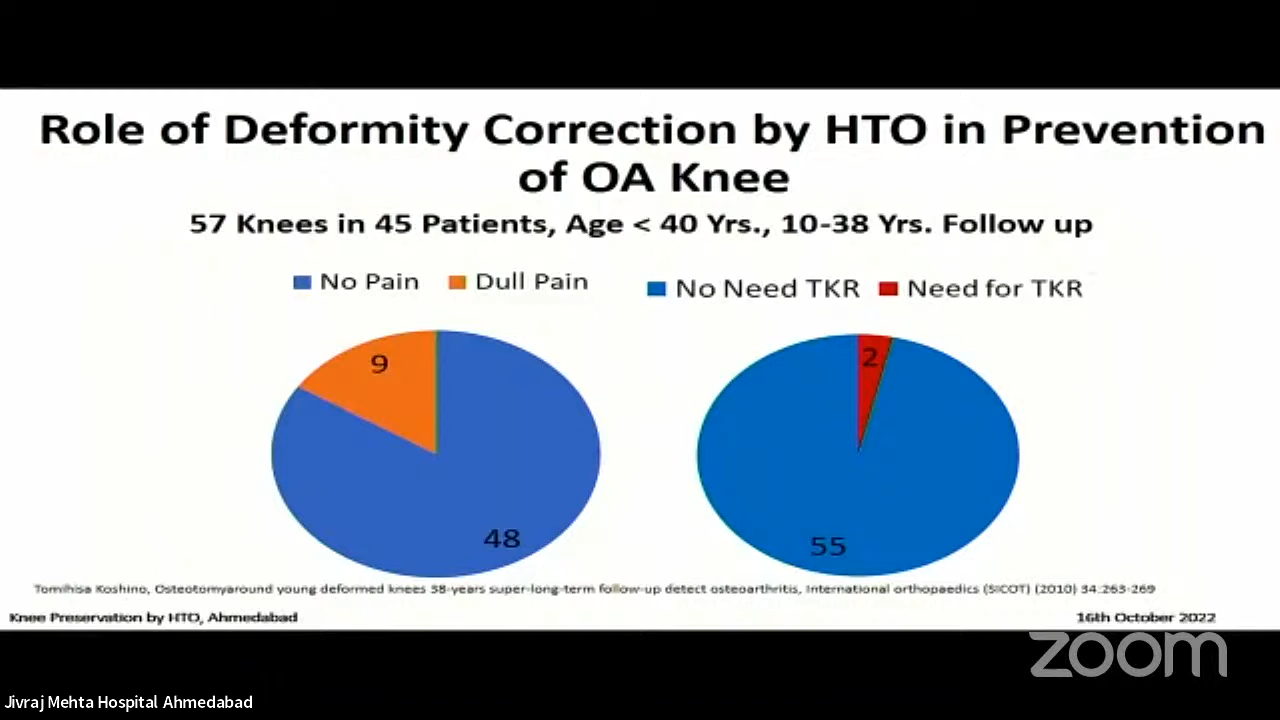 Role of Deformity Correction by HTO in Prevention
of OA Knee
57 Knees in 45 Patients, Age < 40 Yrs., 10-38 Yrs. Follow up
No Pain Dull Pain
No Need TKR Need for TKR
9
2
48
55
Tomihisa Koshino, Osteotomyaround young deformed knees 38-years super-long-term follow-up detect osteoarthritis, International orthopaedics (SICOT) (2010) 34:263-269
Knee Preservation by HTO, Ahmedabad
16th October 2022
zoom
Jivraj Mehta Hospital Ahmedabad